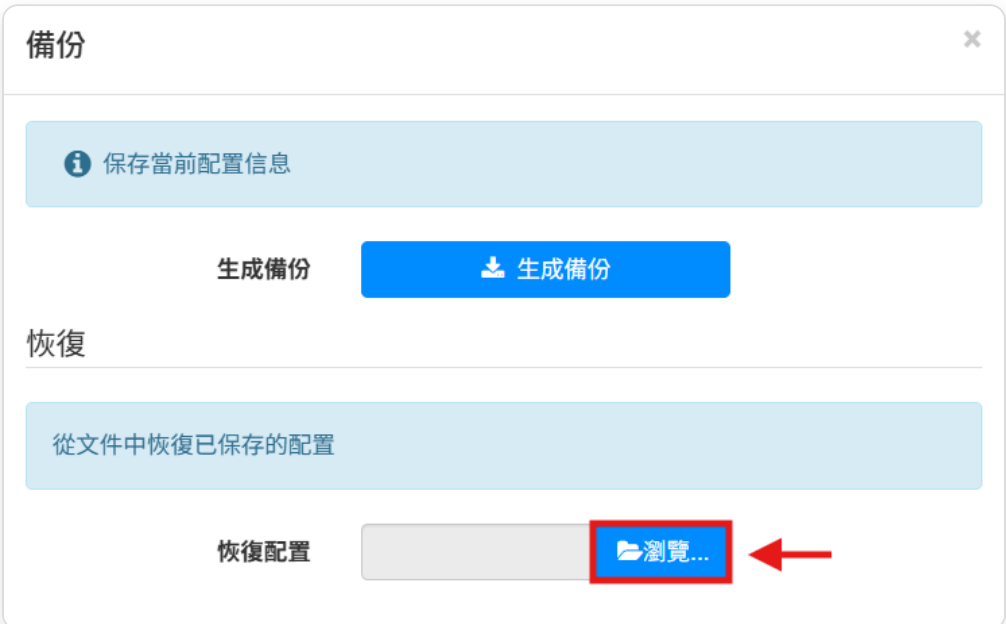 備份
保存當前配置信息
生成備份
生成備份
恢復
從文件中恢復已保存的配置
恢復配置
瀏覽...